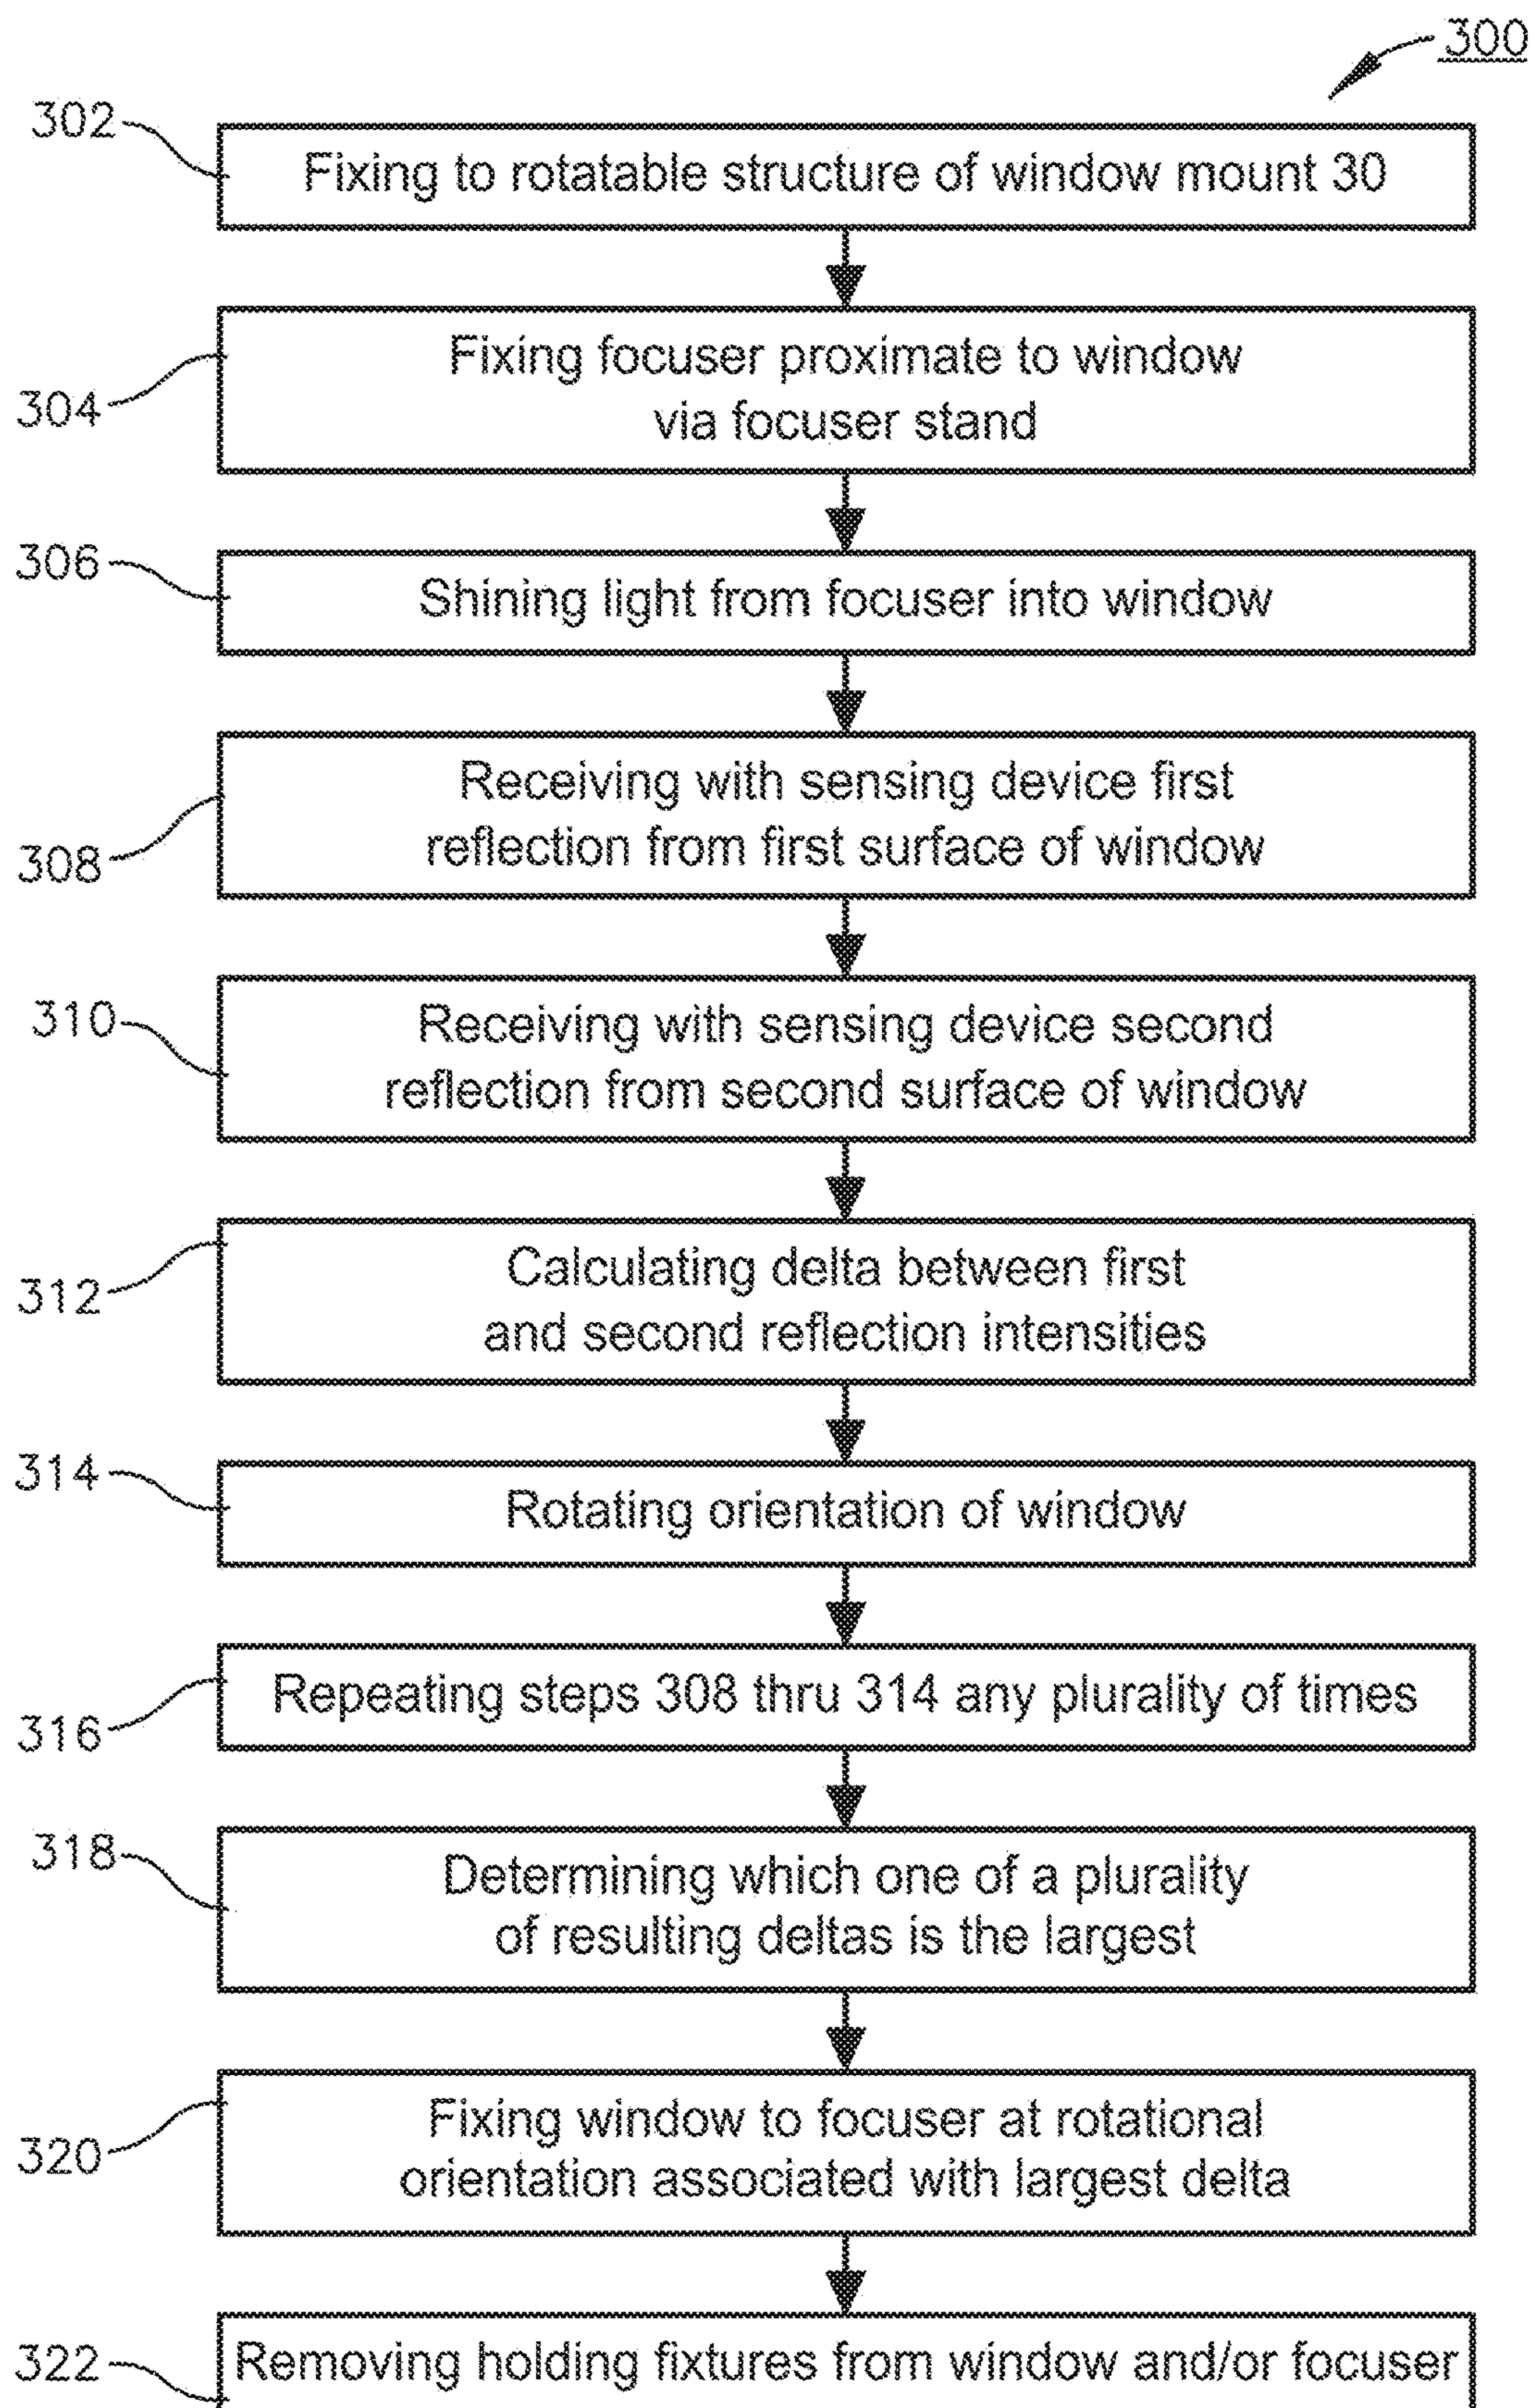 300
302
Fixing to rotatable structure of window mount 30
304
Fixing focuser proximate to window
via focuser stand
306
Shining light from focuser into window
308
Receiving with sensing device first
reflection from first surface of window
310
Receiving with sensing device second
reflection from second surface of window
312
Calculating delta between first
and second reflection intensities
314
Rotating orientation of window
316
Repeating steps 308 thru 314 any plurality of times
318
Determining which one of a plurality
of resulting deltas is the largest
320
Fixing window to focuser at rotational
orientation associated with largest delta
322
Removing holding fixtures from window and/or focuser